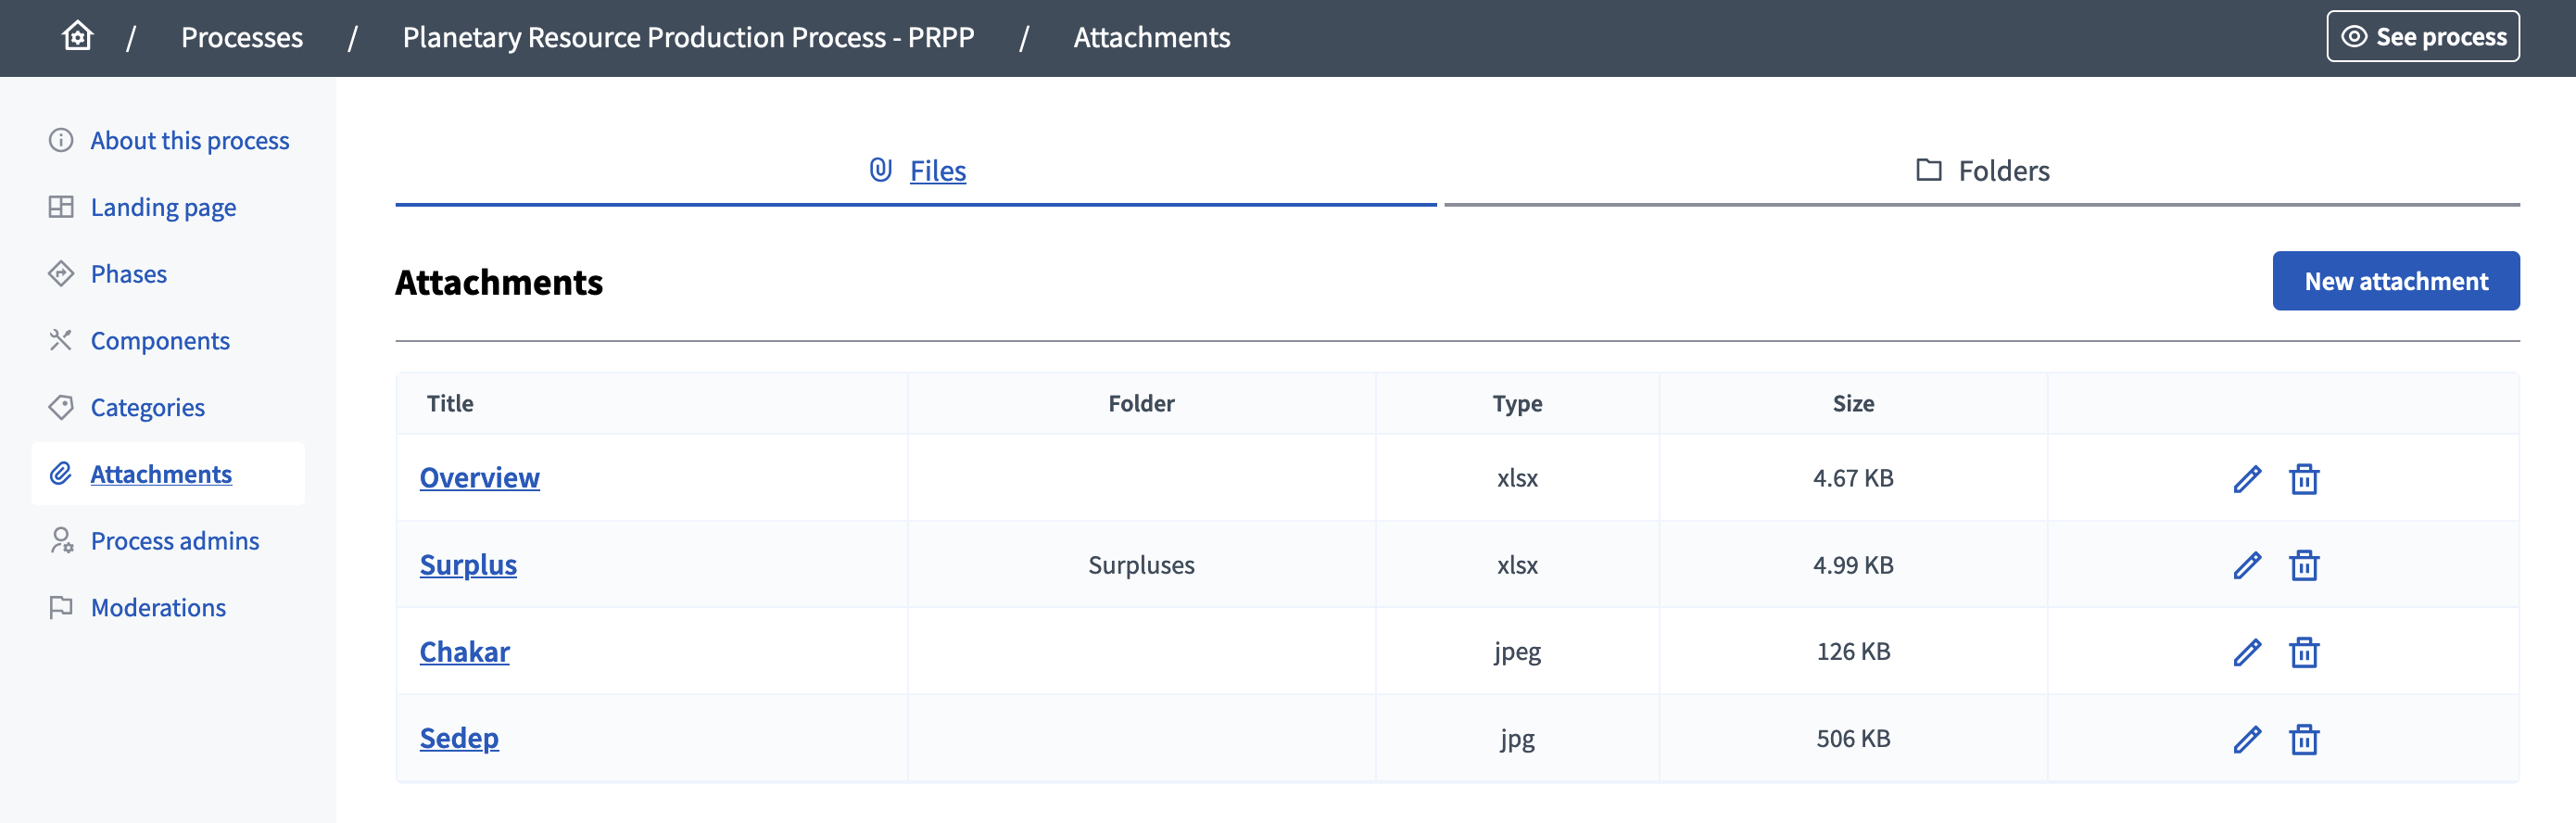 / Processes / Planetary Resource Production Process - PRPP / Attachments
See process
About this process
Landing page
Phases
Components
Categories
Attachments
Process admins
Moderations
Files
Folders
Attachments
New attachment
Title Folder Type Size
Overview xlsx 4.67 KB
Surplus Surpluses xlsx 4.99 KB
Chakar jpeg 126 KB
Sedep jpg 506 KB